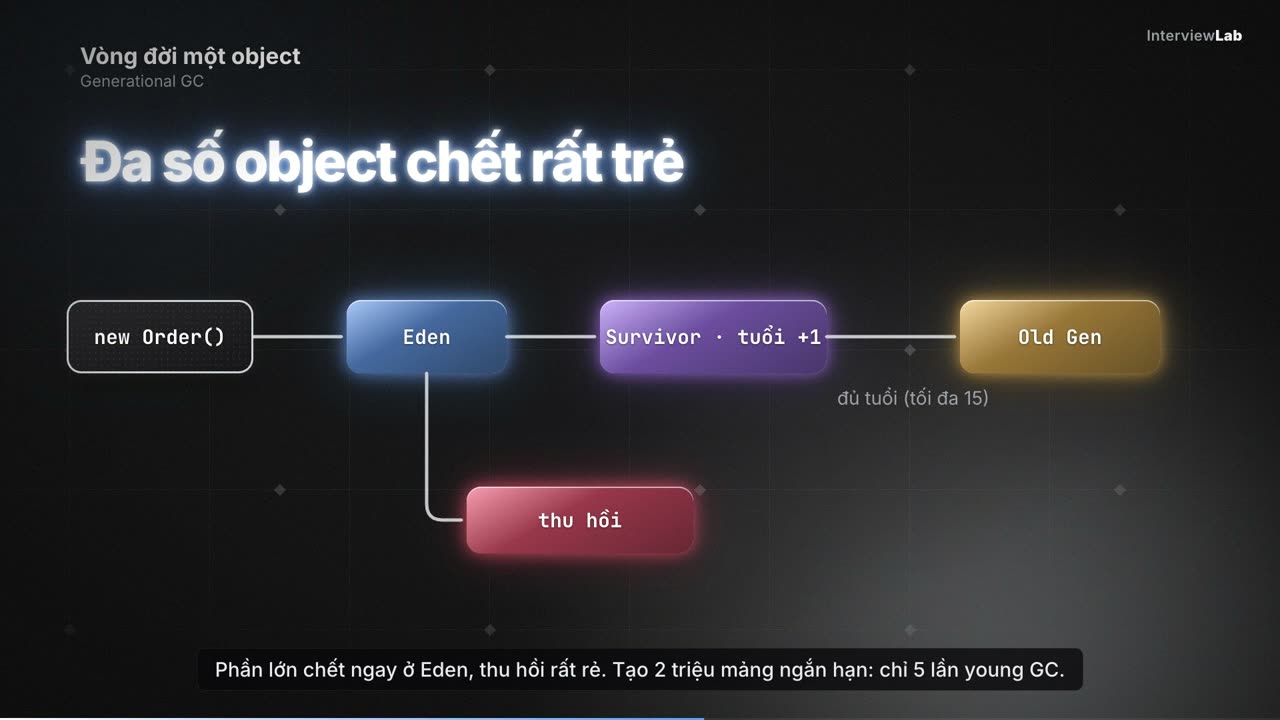 Vòng đời một object
Generational GC
InterviewLab
Đa số object chết rất trẻ
new Order()
Eden
Survivor · tuổi +1
Old Gen
đủ tuổi (tối đa 15)
thu hồi
Phần lớn chết ngay ở Eden, thu hồi rất rẻ. Tạo 2 triệu mảng ngắn hạn: chỉ 5 lần young GC.